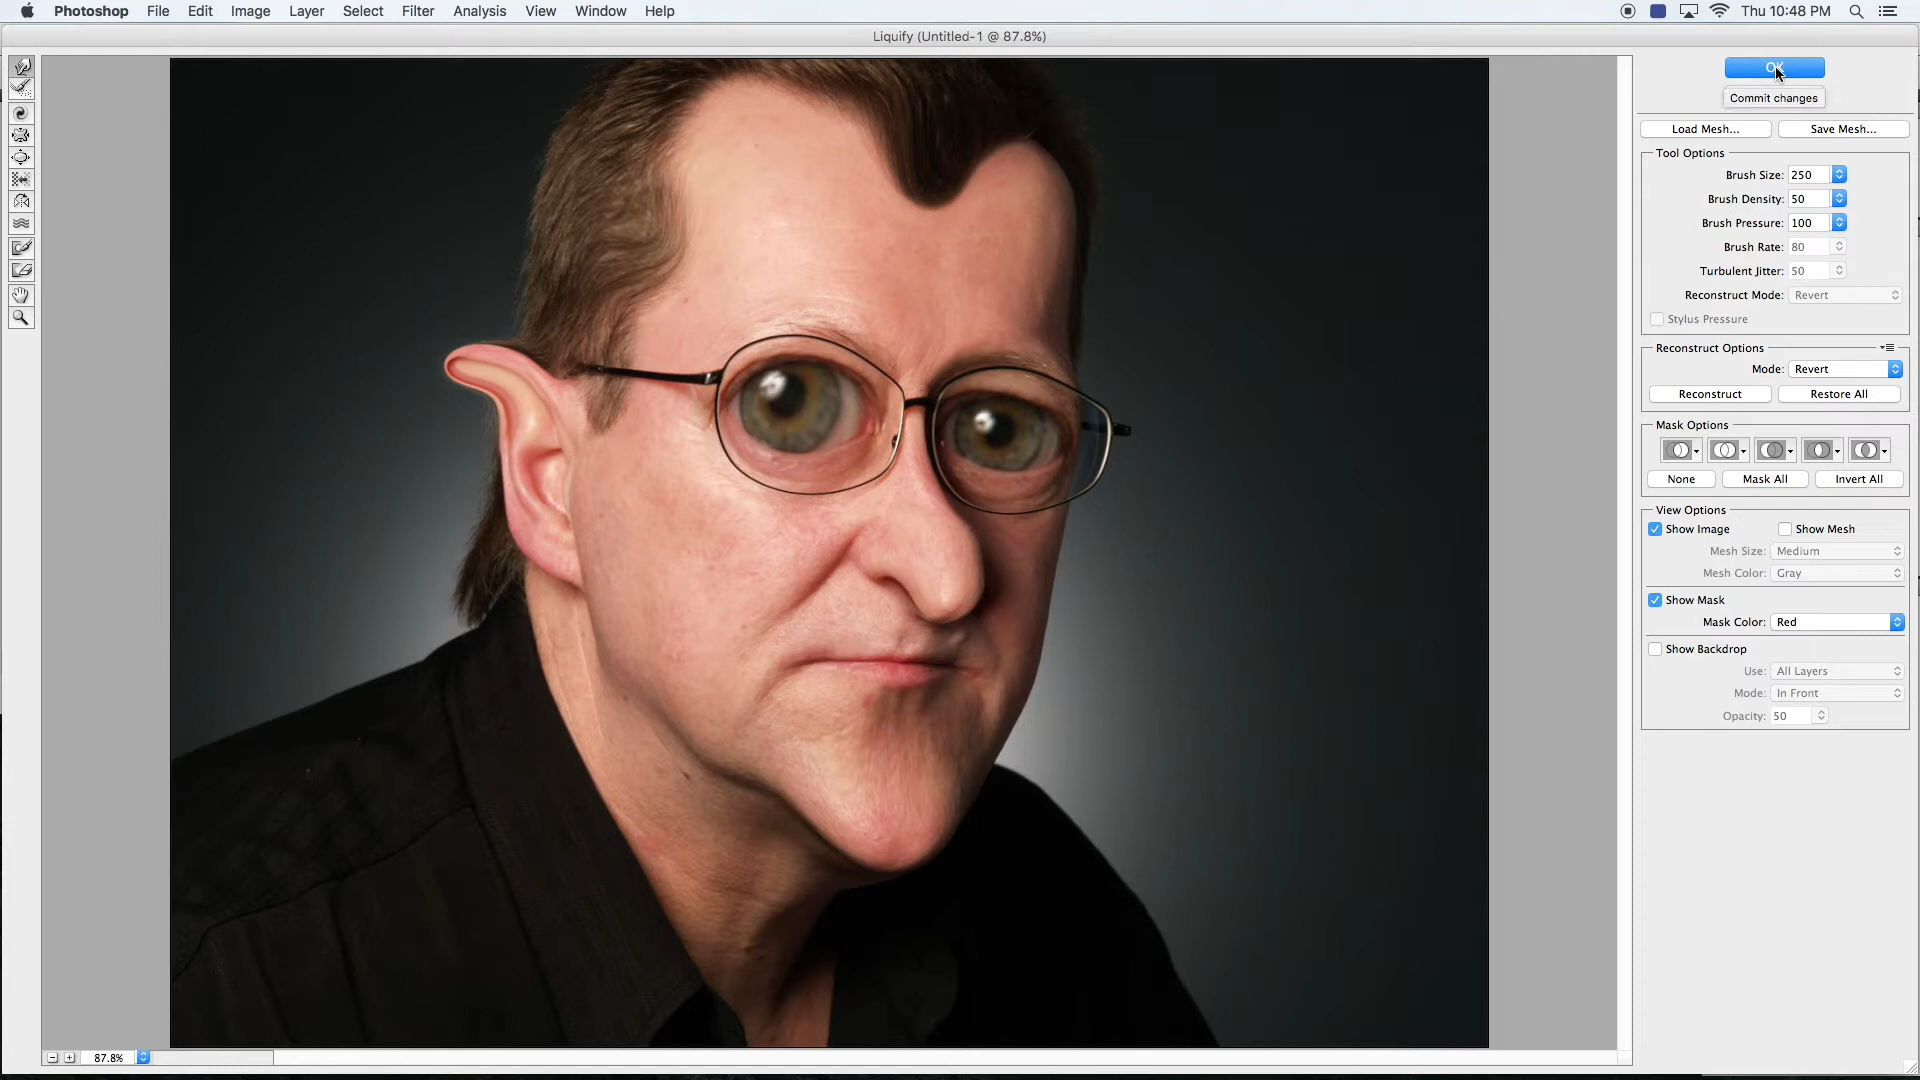 Photoshop File Edit Image Layer Select Filter Analysis View Window Help Thu 10:48 PM
Liquify (Untitled-1 @ 87.8%)
OK
Commit changes
Load Mesh... Save Mesh...
Tool Options
Brush Size: 250
Brush Density: 50
Brush Pressure: 100
Brush Rate: 80
Turbulent Jitter: 50
Reconstruct Mode: Revert
Stylus Pressure
Reconstruct Options
Mode: Revert
Reconstruct Restore All
Mask Options
None Mask All Invert All
View Options
Show Image Show Mesh
Mesh Size: Medium
Mesh Color: Gray
Show Mask
Mask Color: Red
Show Backdrop
Use: All Layers
Mode: In Front
Opacity: 50
87.8%